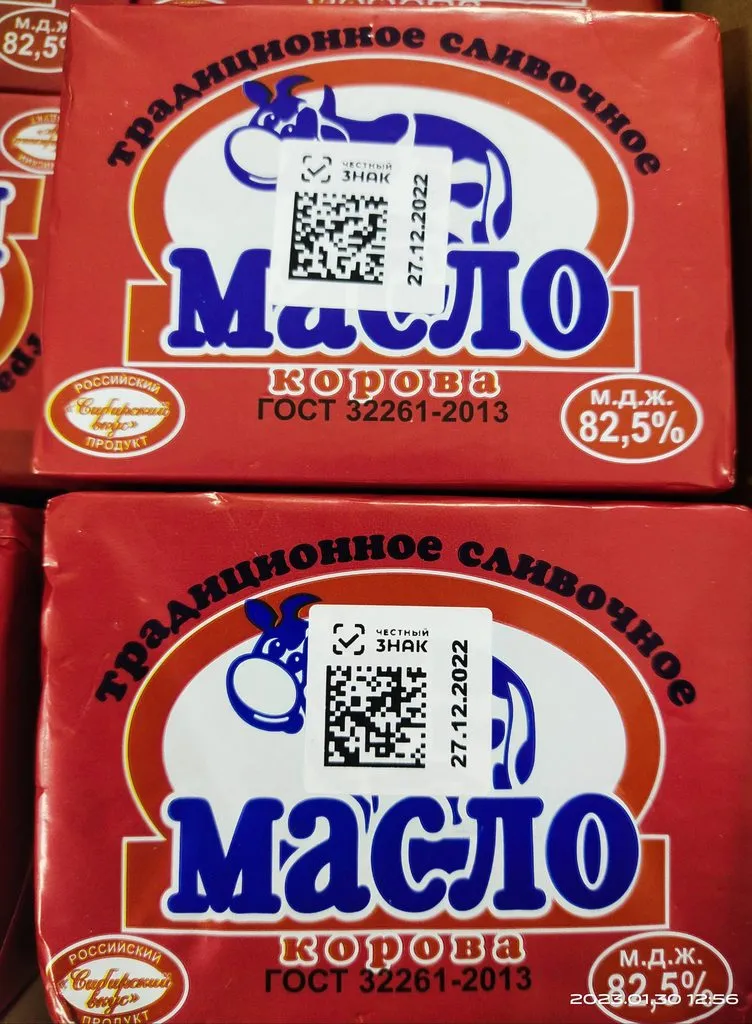 М.Д.Ж.
82,5%
традиционное сливочное
ЧЕСТНЫЙ
ЗНАК
27.12.2022
масло
корова
ГОСТ 32261-2013
РОССИЙСКИЙ
«Сибирский
вкус»
ПРОДУКТ
М.Д.Ж.
82,5%
традиционное сливочное
ЧЕСТНЫЙ
ЗНАК
27.12.2022
масло
корова
ГОСТ 32261-2013
РОССИЙСКИЙ
«Сибирский
вкус»
ПРОДУКТ
М.Д.Ж.
82,5%
2023.01.30 12:56